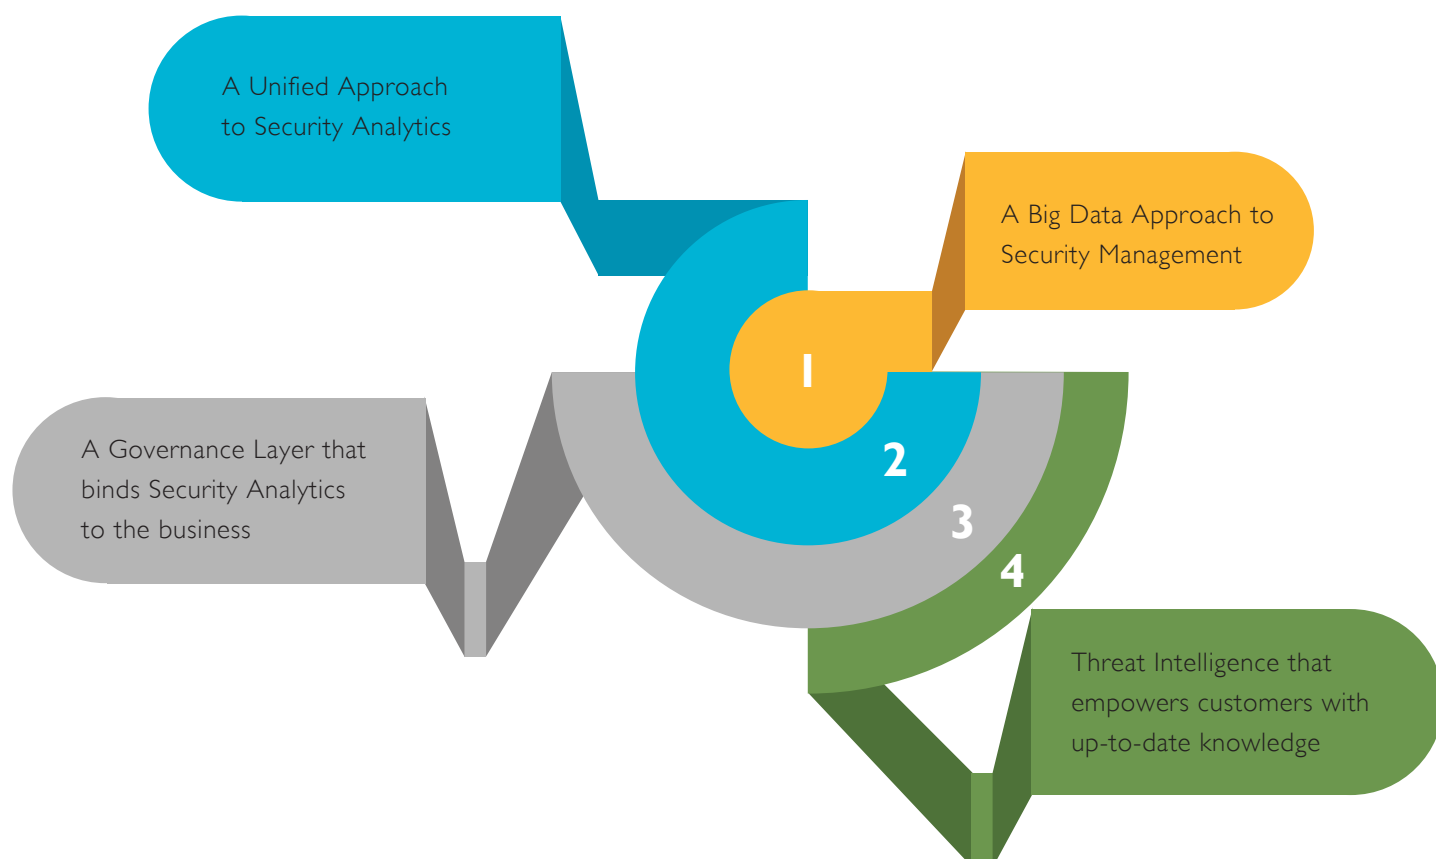 A Unified Approach
to Security Analytics
A Big Data Approach to
Security Management
1
2
3
4
A Governance Layer that
binds Security Analytics
to the business
Threat Intelligence that
empowers customers with
up-to-date knowledge